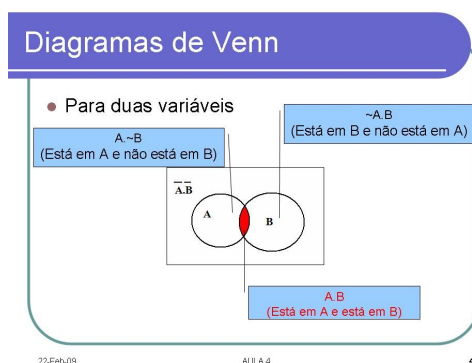 Diagramas de Venn
Para duas variáveis
~A.B
(Está em B e não está em A)
A.~B
(Está em A e não está em B)
A̅.B̅
A
B
A.B
(Está em A e está em B)
22-Feb-09
AULA 4